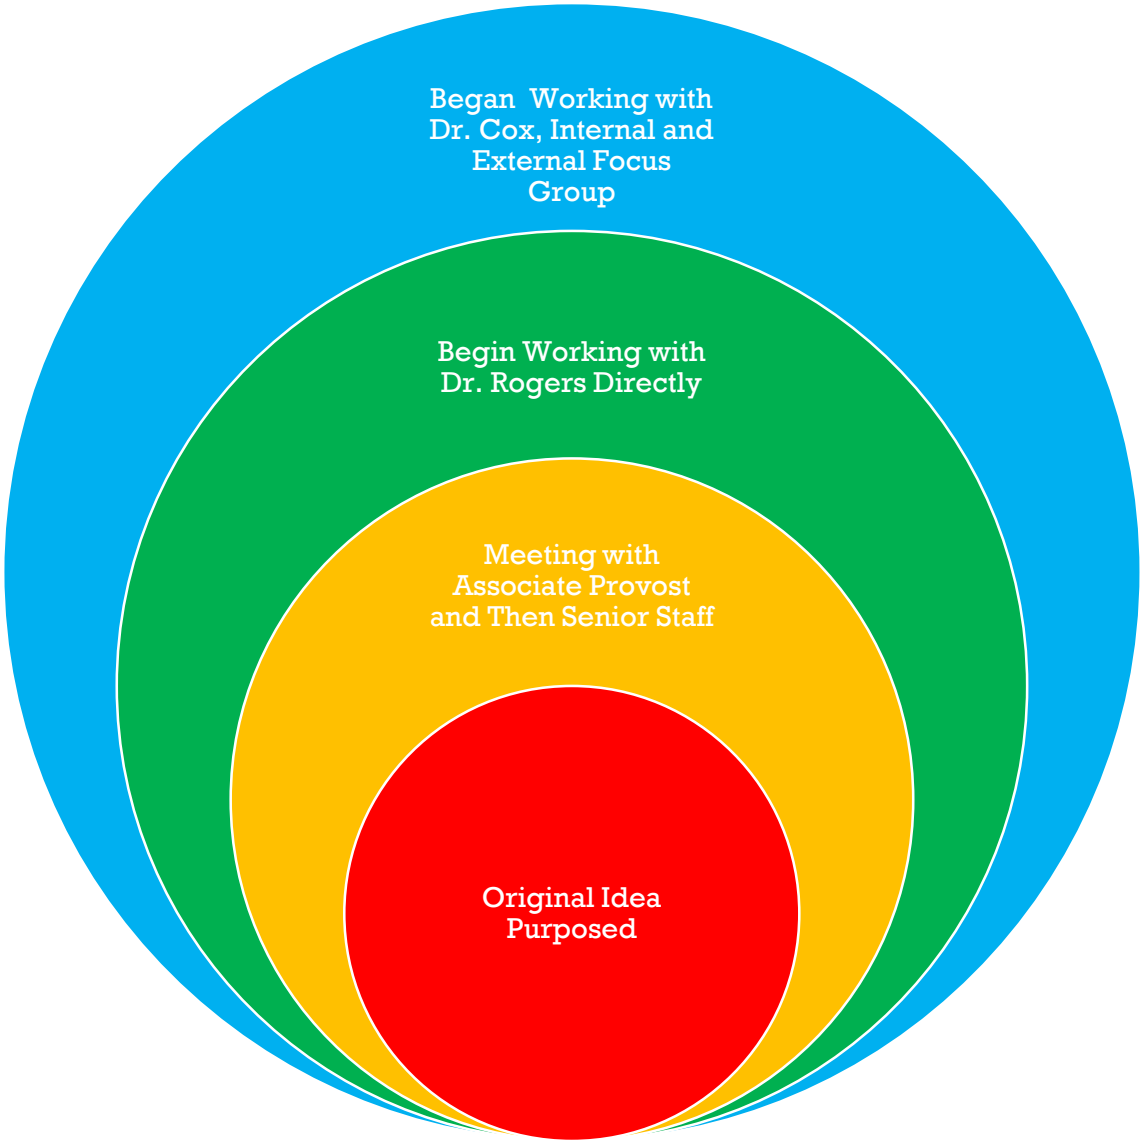 Began  Working with
Dr. Cox, Internal and
External Focus
Group
Begin Working with
Dr. Rogers Directly
Meeting with
Associate Provost
and Then Senior Staff
Original Idea
Purposed